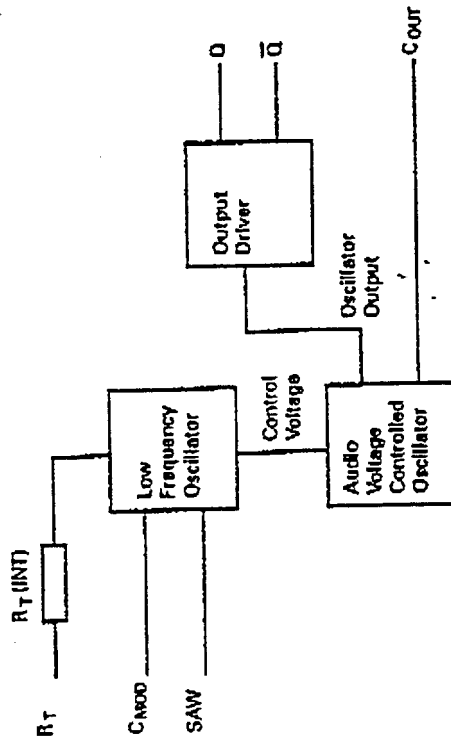 R_T
R_T (INT)
C_MOD
SAW
Low
Frequency
Oscillator
Control
Voltage
Audio
Voltage
Controlled
Oscillator
Oscillator
Output
Output
Driver
Q
Q̅
C_OUT